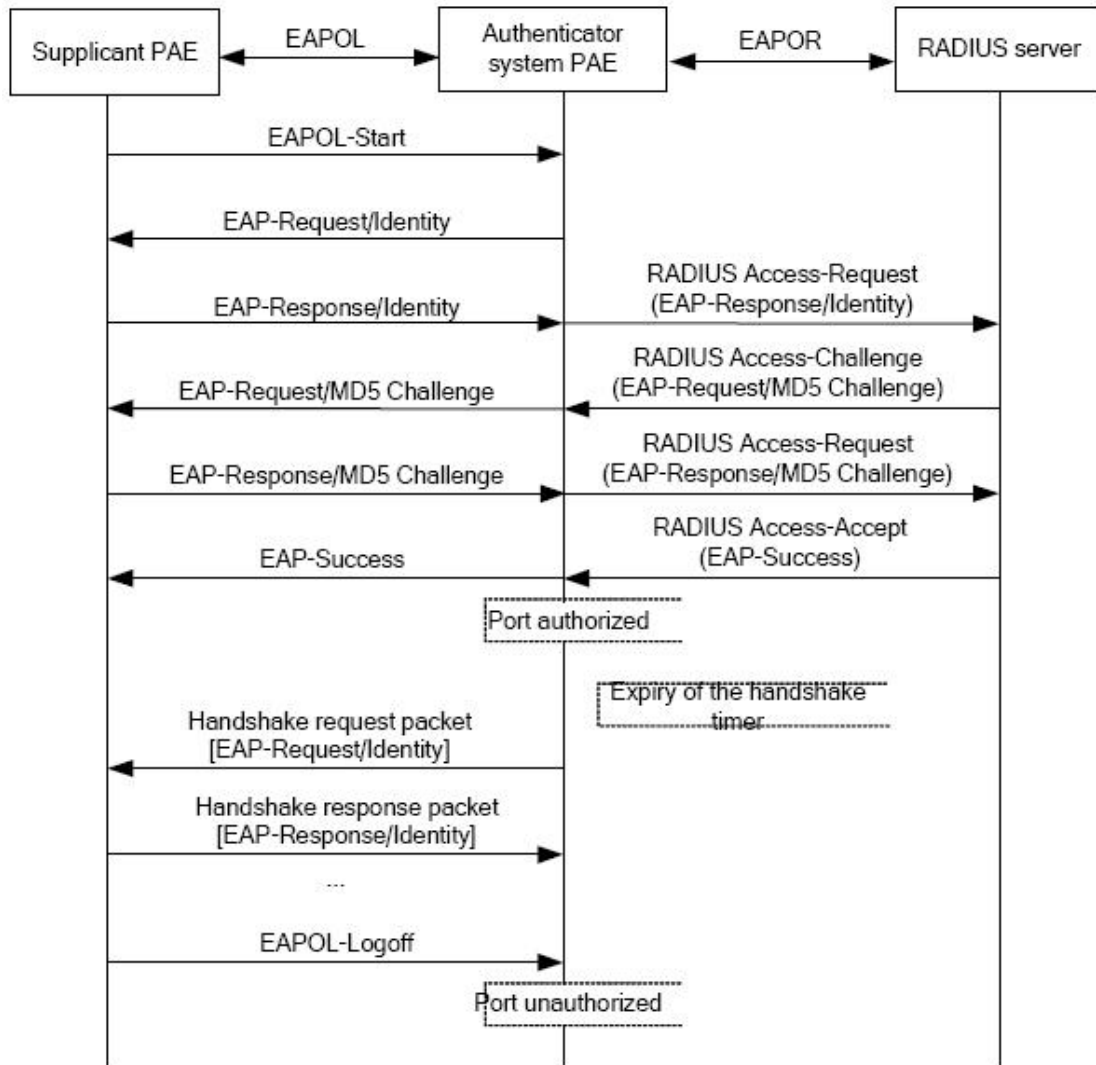 Supplicant PAE
EAPOL
Authenticator
system PAE
EAPOR
RADIUS server
EAPOL-Start
EAP-Request/Identity
EAP-Response/Identity
RADIUS Access-Request
(EAP-Response/Identity)
EAP-Request/MD5 Challenge
RADIUS Access-Challenge
(EAP-Request/MD5 Challenge)
EAP-Response/MD5 Challenge
RADIUS Access-Request
(EAP-Response/MD5 Challenge)
EAP-Success
RADIUS Access-Accept
(EAP-Success)
Port authorized
Expiry of the handshake
timer
Handshake request packet
[EAP-Request/Identity]
Handshake response packet
[EAP-Response/Identity]
...
EAPOL-Logoff
Port unauthorized